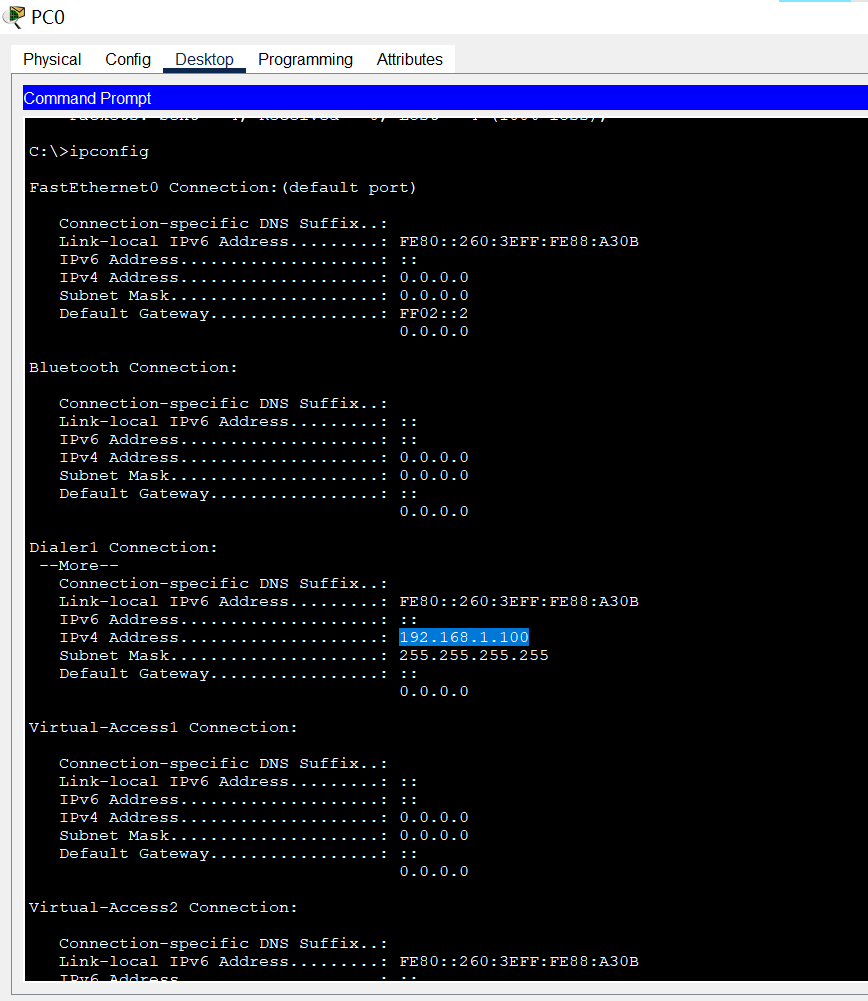 PC0
Physical Config Desktop Programming Attributes
Command Prompt
C:\>ipconfig
FastEthernet0 Connection:(default port)
Connection-specific DNS Suffix..:
Link-local IPv6 Address.........: FE80::260:3EFF:FE88:A30B
IPv6 Address....................: ::
IPv4 Address....................: 0.0.0.0
Subnet Mask.....................: 0.0.0.0
Default Gateway.................: FF02::2
0.0.0.0
Bluetooth Connection:
Connection-specific DNS Suffix..:
Link-local IPv6 Address.........: ::
IPv6 Address....................: ::
IPv4 Address....................: 0.0.0.0
Subnet Mask.....................: 0.0.0.0
Default Gateway.................: ::
0.0.0.0
Dialer1 Connection:
--More--
Connection-specific DNS Suffix..:
Link-local IPv6 Address.........: FE80::260:3EFF:FE88:A30B
IPv6 Address....................: ::
IPv4 Address....................: 192.168.1.100
Subnet Mask.....................: 255.255.255.255
Default Gateway.................: ::
0.0.0.0
Virtual-Access1 Connection:
Connection-specific DNS Suffix..:
Link-local IPv6 Address.........: ::
IPv6 Address....................: ::
IPv4 Address....................: 0.0.0.0
Subnet Mask.....................: 0.0.0.0
Default Gateway.................: ::
0.0.0.0
Virtual-Access2 Connection:
Connection-specific DNS Suffix..:
Link-local IPv6 Address.........: FE80::260:3EFF:FE88:A30B
IPv6 Address....................: ::